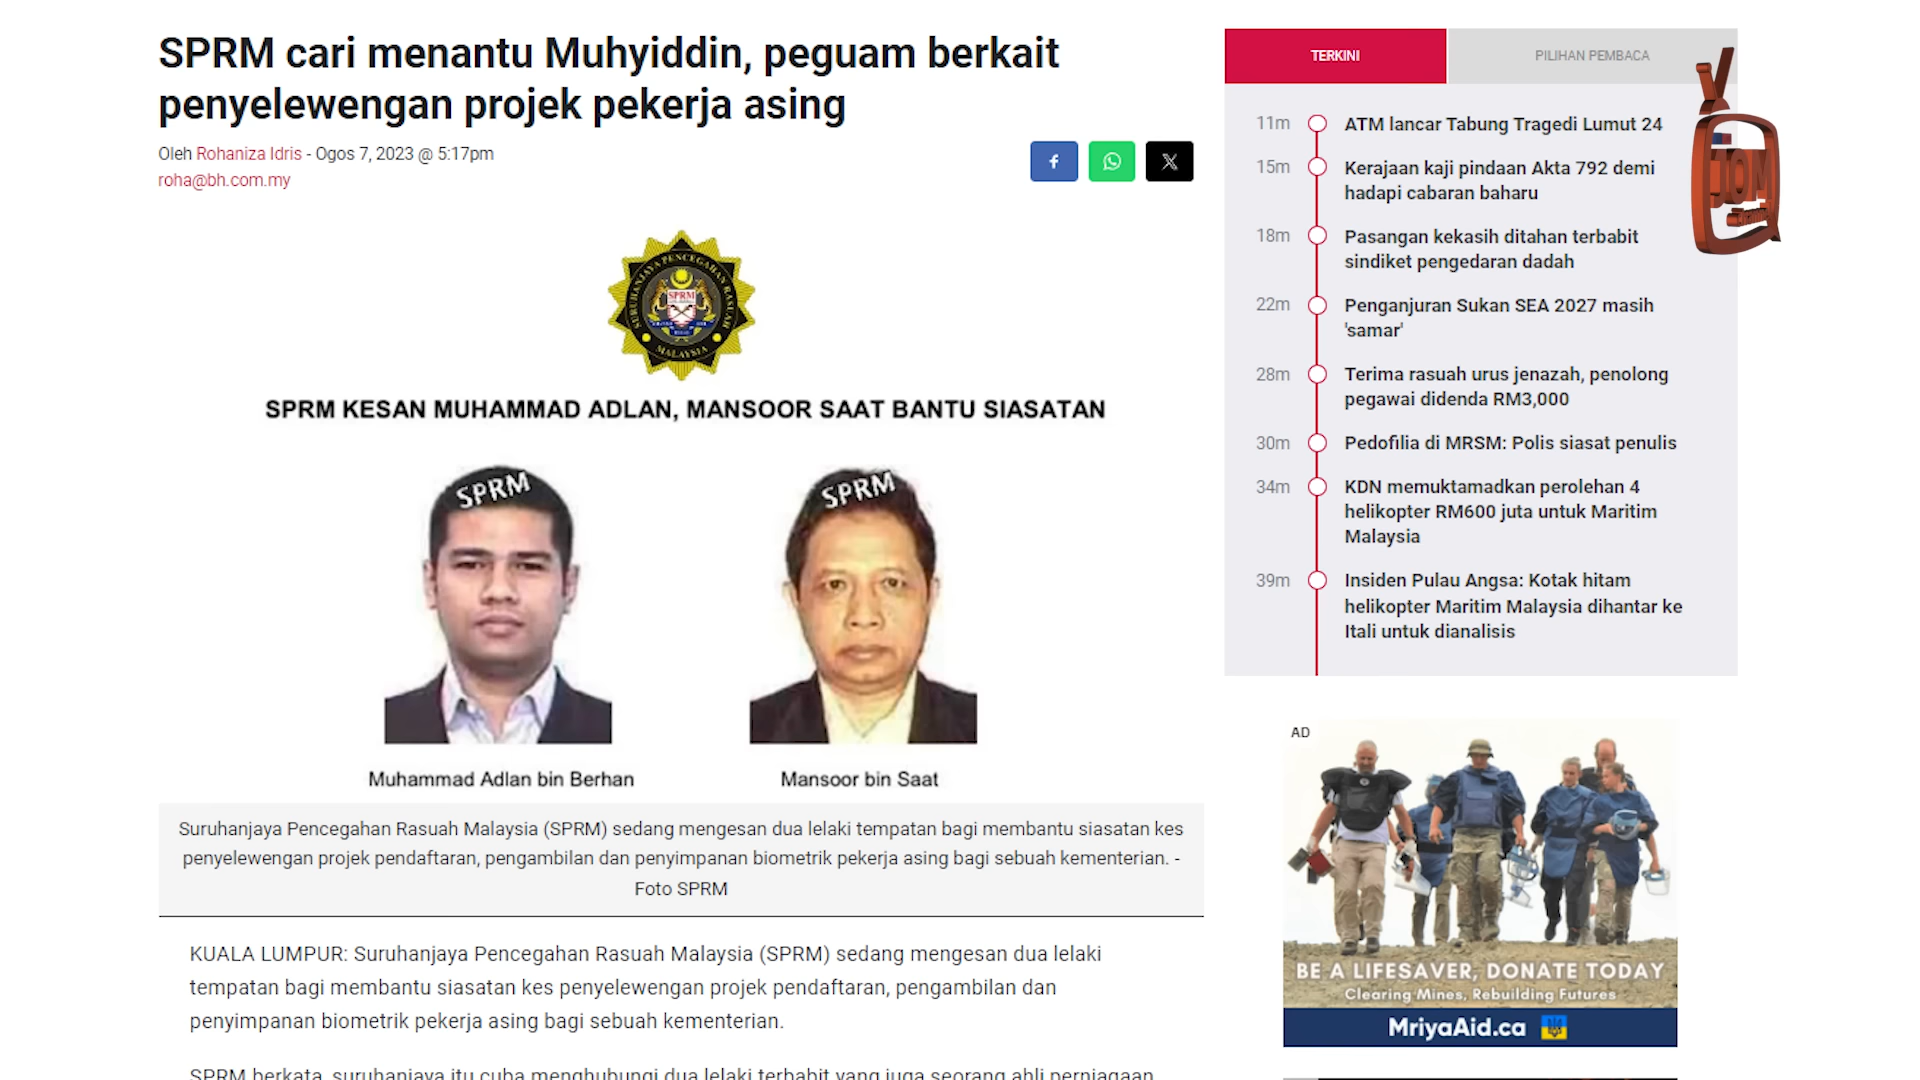 SPRM cari menantu Muhyiddin, peguam berkait
penyelewengan projek pekerja asing
Oleh Rohaniza Idris - Ogos 7, 2023 @ 5:17pm
roha@bh.com.my
SURUHANJAYA PENCEGAHAN RASUAH
SPRM
MALAYSIA
SPRM KESAN MUHAMMAD ADLAN, MANSOOR SAAT BANTU SIASATAN
SPRM
SPRM
Muhammad Adlan bin Berhan
Mansoor bin Saat
Suruhanjaya Pencegahan Rasuah Malaysia (SPRM) sedang mengesan dua lelaki tempatan bagi membantu siasatan kes
penyelewengan projek pendaftaran, pengambilan dan penyimpanan biometrik pekerja asing bagi sebuah kementerian. -
Foto SPRM
KUALA LUMPUR: Suruhanjaya Pencegahan Rasuah Malaysia (SPRM) sedang mengesan dua lelaki
tempatan bagi membantu siasatan kes penyelewengan projek pendaftaran, pengambilan dan
penyimpanan biometrik pekerja asing bagi sebuah kementerian.
SPRM berkata, suruhanjaya itu cuba menghubungi dua lelaki terbabit yang juga seorang ahli perniagaan
TERKINI
PILIHAN PEMBACA
11m
ATM lancar Tabung Tragedi Lumut 24
15m
Kerajaan kaji pindaan Akta 792 demi
hadapi cabaran baharu
18m
Pasangan kekasih ditahan terbabit
sindiket pengedaran dadah
22m
Penganjuran Sukan SEA 2027 masih
'samar'
28m
Terima rasuah urus jenazah, penolong
pegawai didenda RM3,000
30m
Pedofilia di MRSM: Polis siasat penulis
34m
KDN memuktamadkan perolehan 4
helikopter RM600 juta untuk Maritim
Malaysia
39m
Insiden Pulau Angsa: Kotak hitam
helikopter Maritim Malaysia dihantar ke
Itali untuk dianalisis
JOM
AD
BE A LIFESAVER, DONATE TODAY
Clearing Mines, Rebuilding Futures
MriyaAid.ca